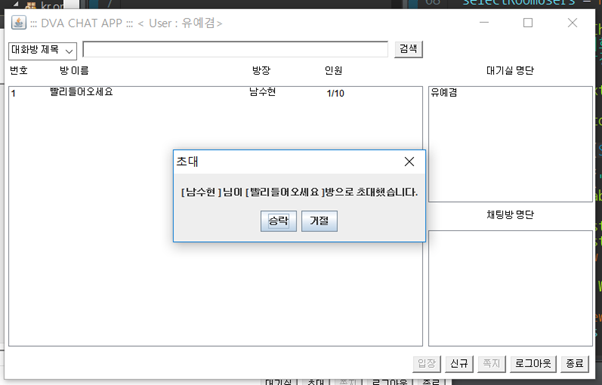 ::: DVA CHAT APP ::: < User : 유예겸>
대화방 제목
검색
번호 방 이름 방장 인원 대기실 명단
1 빨리들어오세요 남수현 1/10
유예겸
초대
[ 남수현 ] 님이 [ 빨리들어오세요 ]방으로 초대했습니다.
승락 거절
채팅방 명단
입장 신규 쪽지 로그아웃 종료
대기실 초대 쪽지 로그아웃 종료